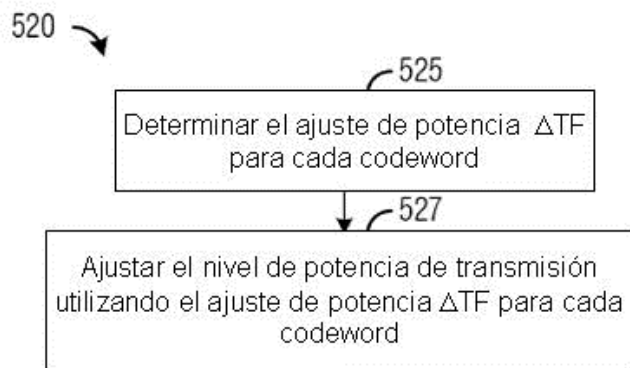 520
525
Determinar el ajuste de potencia ΔTF
para cada codeword
527
Ajustar el nivel de potencia de transmisión
utilizando el ajuste de potencia ΔTF para cada
codeword